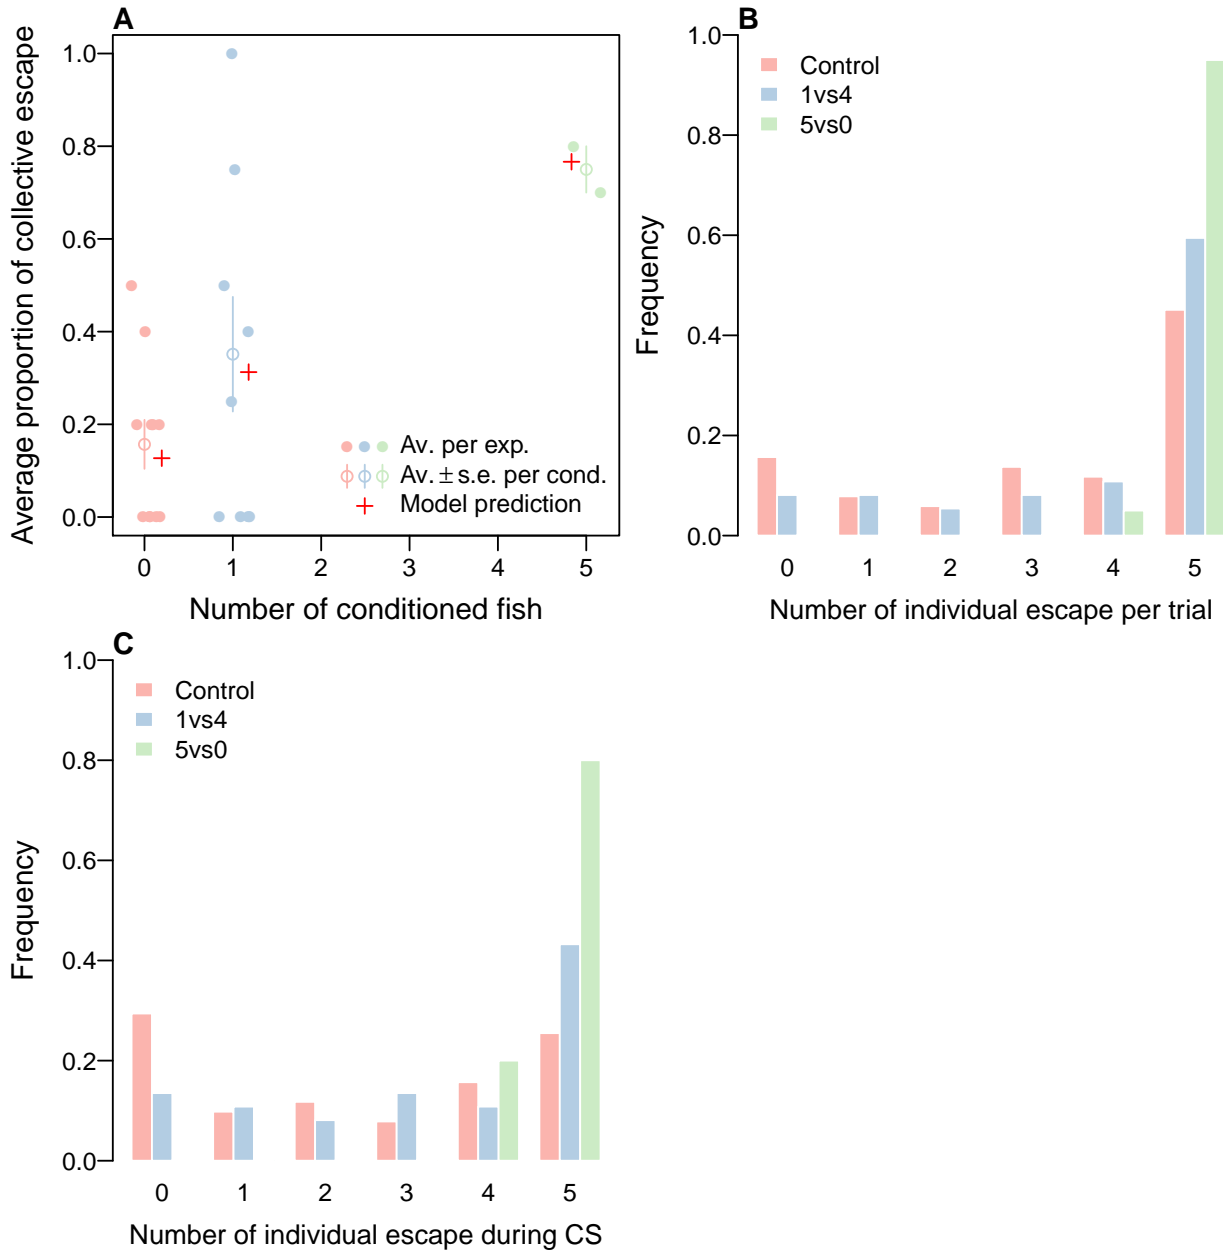 A
Average proportion of collective escape
1.0
0.8
0.6
0.4
0.2
0.0
Av. per exp.
Av. ± s.e. per cond.
Model prediction
0 1 2 3 4 5
Number of conditioned fish
B
Frequency
1.0
0.8
0.6
0.4
0.2
0.0
Control
1vs4
5vs0
0 1 2 3 4 5
Number of individual escape per trial
C
Frequency
1.0
0.8
0.6
0.4
0.2
0.0
Control
1vs4
5vs0
0 1 2 3 4 5
Number of individual escape during CS